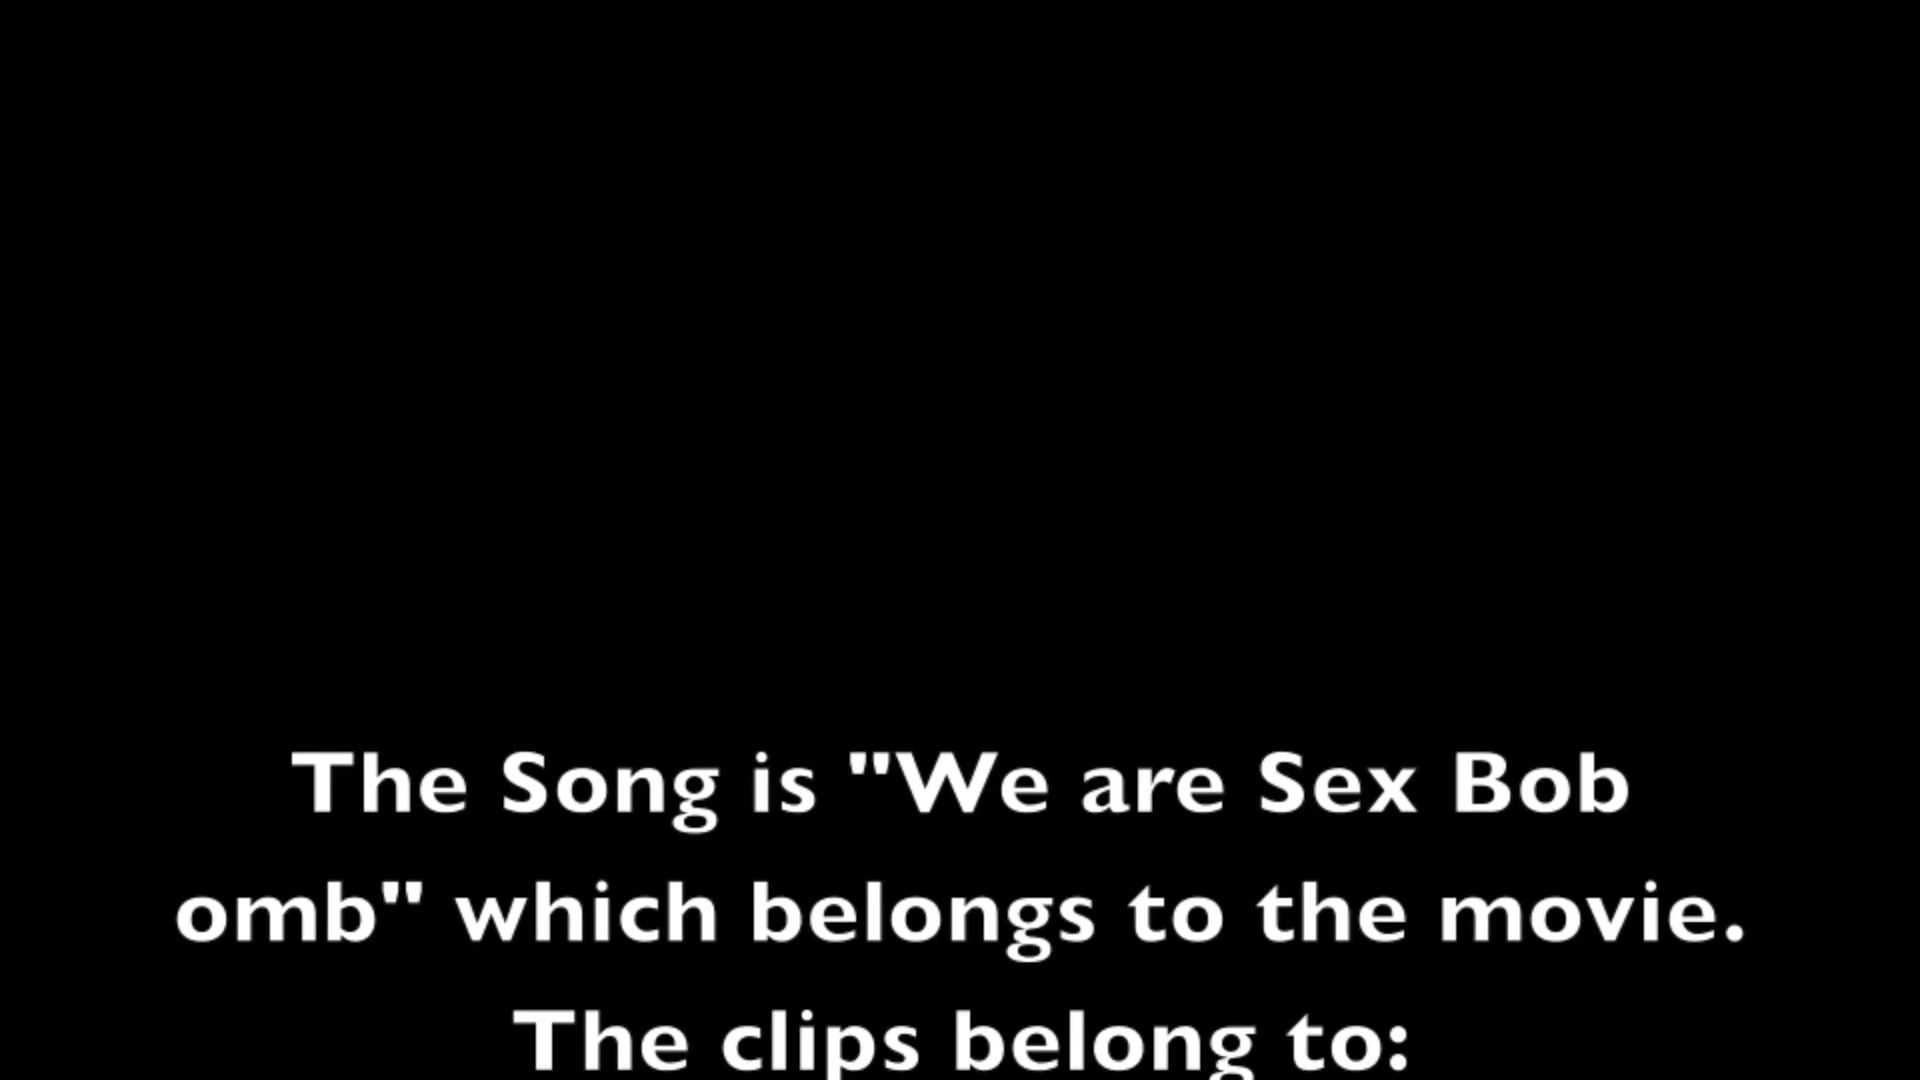 The Song is "We are Sex Bob
omb" which belongs to the movie.
The clips belong to: